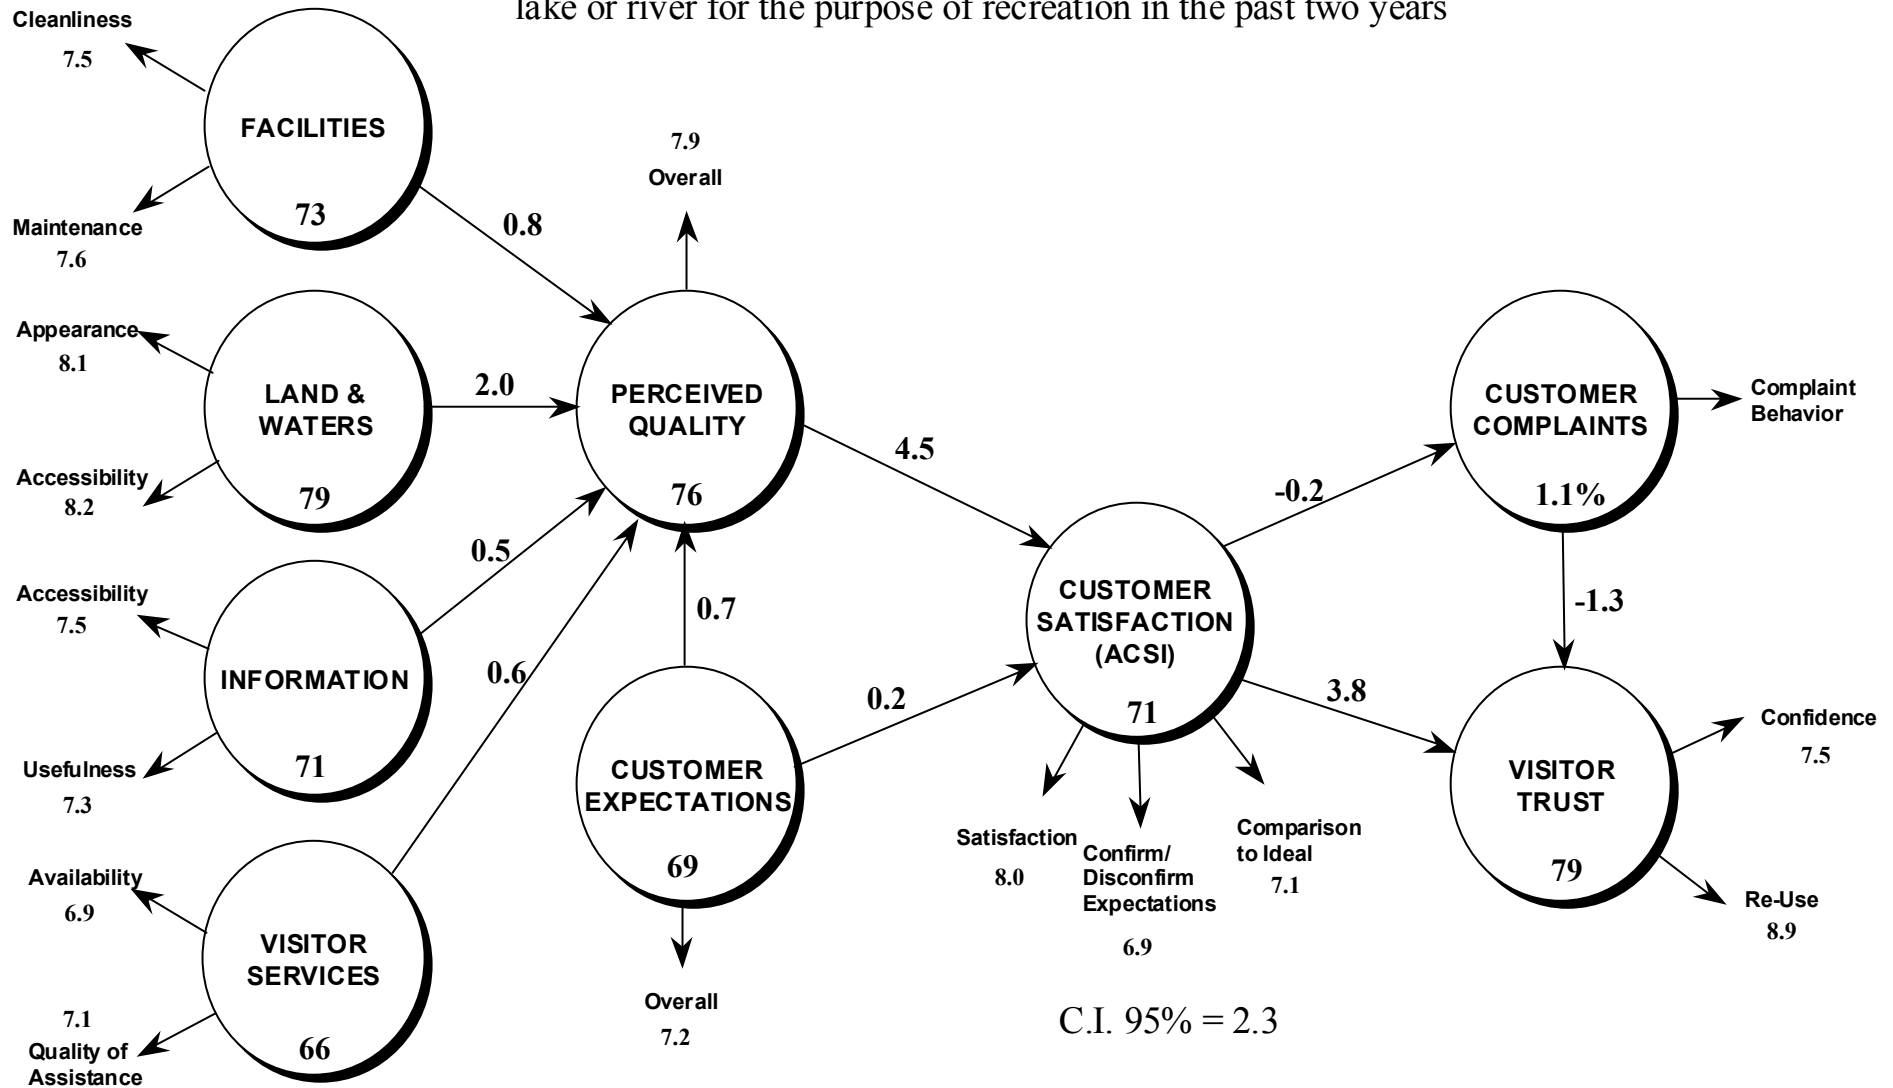 lake or river for the purpose of recreation in the past two years
Cleanliness
7.5
FACILITIES
73
Maintenance
7.6
0.8
7.9
Overall
Appearance
8.1
LAND &
WATERS
79
Accessibility
8.2
2.0
PERCEIVED
QUALITY
76
4.5
CUSTOMER
COMPLAINTS
1.1%
Complaint
Behavior
-0.2
-1.3
Accessibility
7.5
INFORMATION
71
Usefulness
7.3
0.5
0.6
0.7
CUSTOMER
SATISFACTION
(ACSI)
71
0.2
3.8
CUSTOMER
EXPECTATIONS
69
Overall
7.2
Satisfaction
8.0
Confirm/
Disconfirm
Expectations
6.9
Comparison
to Ideal
7.1
VISITOR
TRUST
79
Confidence
7.5
Re-Use
8.9
Availability
6.9
VISITOR
SERVICES
66
7.1
Quality of
Assistance
C.I. 95% = 2.3